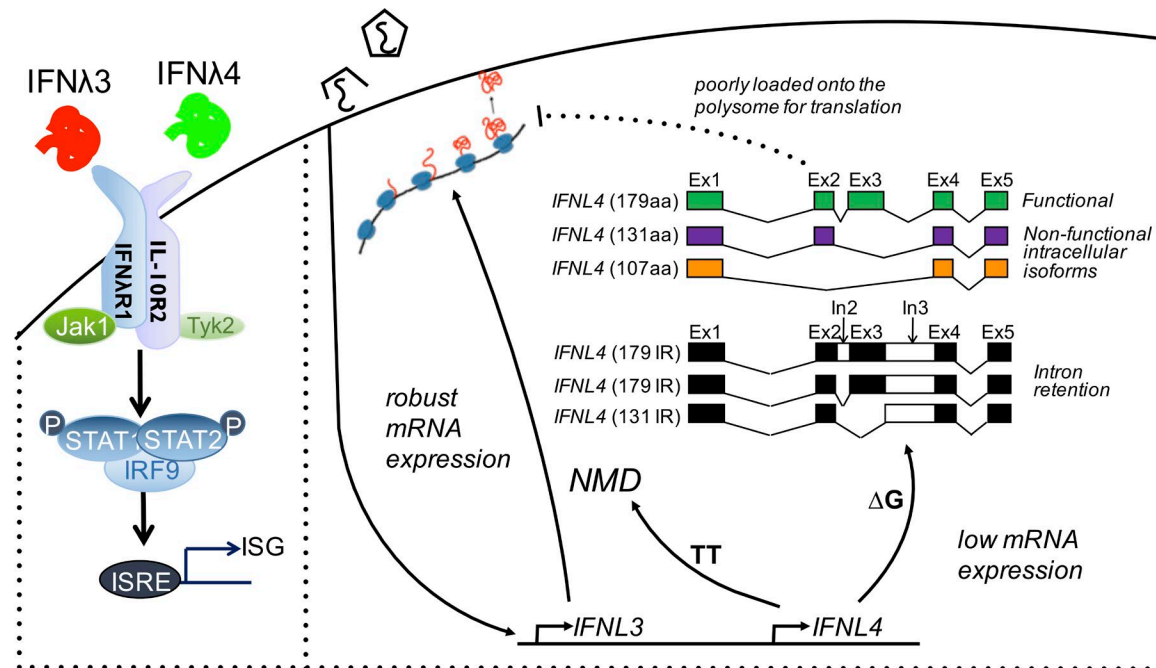 IFNλ3
IFNλ4
IFNλR1
IL-10R2
Jak1
Tyk2
P
STAT1
STAT2
P
IRF9
ISRE
ISG
poorly loaded onto the
polysome for translation
Ex1 Ex2 Ex3 Ex4 Ex5
IFNL4 (179aa)
Functional
IFNL4 (131aa)
IFNL4 (107aa)
Non-functional
intracellular
isoforms
In2 In3
Ex1 Ex2 Ex3 Ex4 Ex5
IFNL4 (179 IR)
IFNL4 (179 IR)
IFNL4 (131 IR)
Intron
retention
robust
mRNA
expression
NMD
TT
ΔG
low mRNA
expression
IFNL3
IFNL4